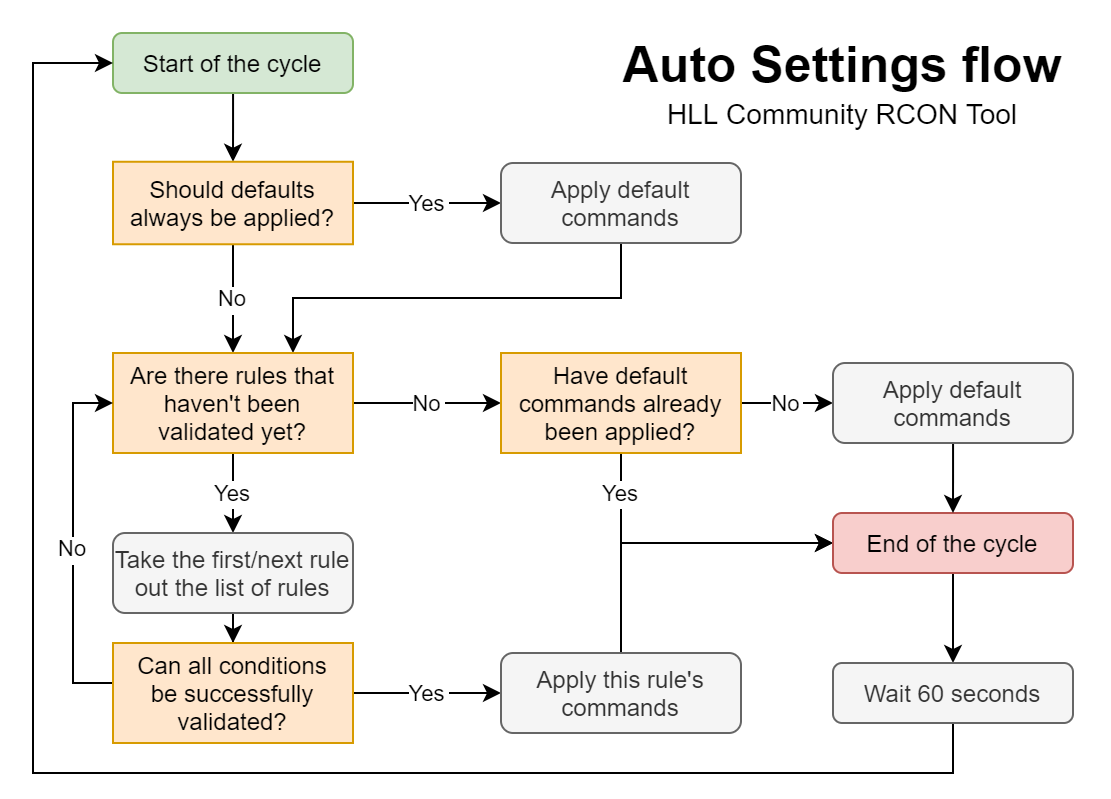 Auto Settings flow
HLL Community RCON Tool
Start of the cycle
Should defaults
always be applied?
Yes
Apply default
commands
No
Are there rules that
haven't been
validated yet?
No
Have default
commands already
been applied?
No
Apply default
commands
Yes
Yes
Take the first/next rule
out the list of rules
No
End of the cycle
Can all conditions
be successfully
validated?
Yes
Apply this rule's
commands
Wait 60 seconds